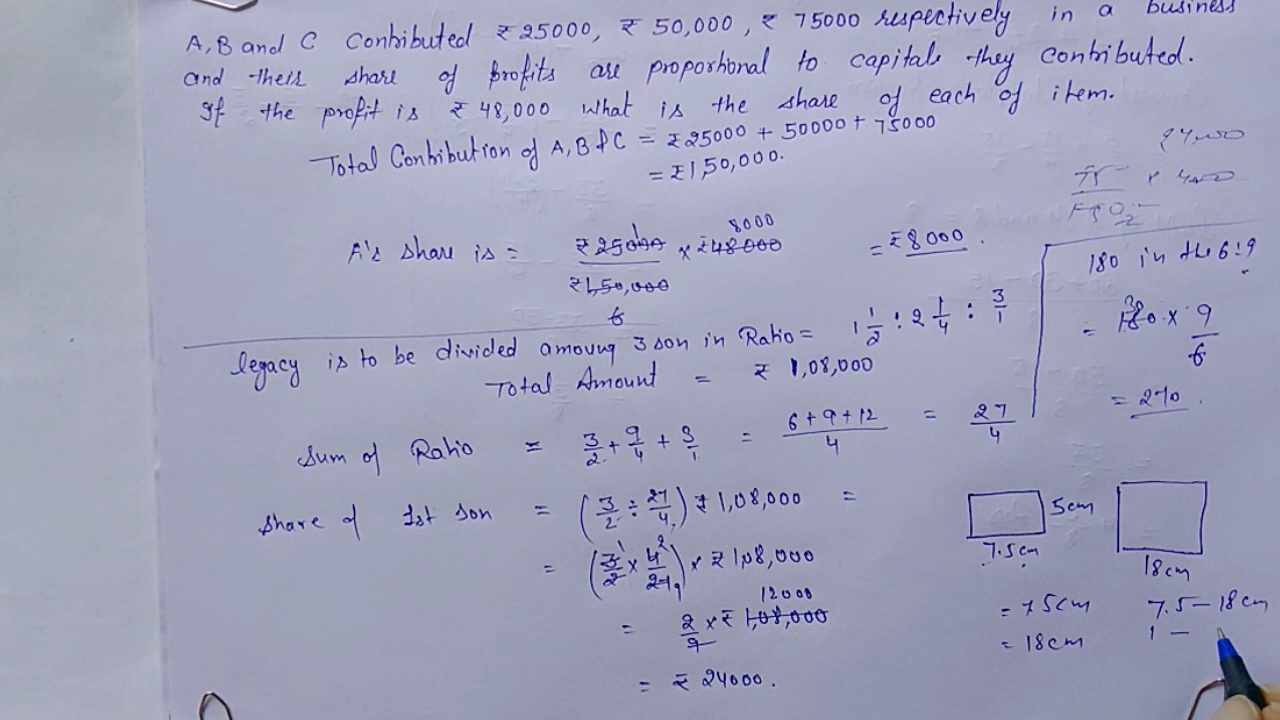 A, B and C Contributed ₹25000, ₹ 50,000, ₹ 75000 respectively in a business
and their share of profits are proportional to capitals they contributed.
If the profit is ₹ 48,000 what is the share of each of item.
Total Contribution of A, B & C = ₹25000 + 50000 + 75000
= ₹1,50,000.
A's share is = ₹25000 / ₹1,50,000 6 × ₹48000 8000 = ₹8000.
legacy is to be divided among 3 son in Ratio = 1 1/2 : 2 1/4 : 3/1
Total Amount = ₹ 1,08,000
Sum of Ratio = 3/2 + 9/4 + 3/1 = 6+9+12/4 = 27/4
Share of 1st son = (3/2 ÷ 27/4) ₹ 1,08,000 =
= (3/2 × 4/27) × ₹ 1,08,000
= 2/9 × ₹ 1,08,000 12000
= ₹ 24000.
180 in the 6:9
= 180 30 × 9/6
= 270.
5cm
7.5cm
18cm
= 7.5cm
= 18cm
7.5 — 18cm
1 —